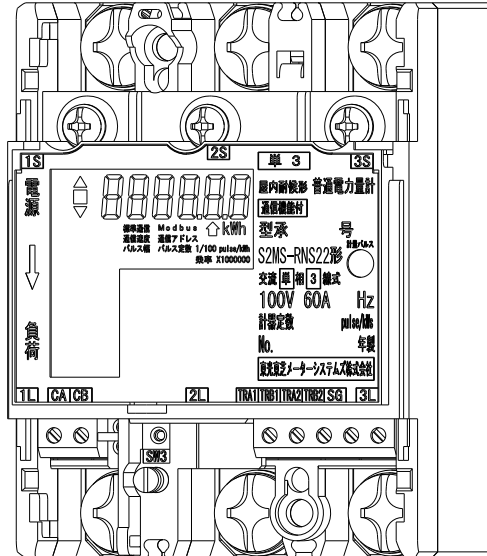 1S
2S
3S
単 3
電源
屋内耐候形 普通電力量計
通信機能付
標準通信 Modbus
kWh
通信速度 通信アドレス
パルス幅 パルス定数 1/100 pulse/kWh
乗率 X1000000
型承 号
計量パルス
S2MS-RNS22形
交流 単 相 3 線式
100V 60A Hz
計器定数 pulse/kWs
負荷
No. 年製
東光東芝メーターシステムズ株式会社
1L
CA CB
2L
TRA1 TRB1 TRA2 TRB2 SG
3L
SW3